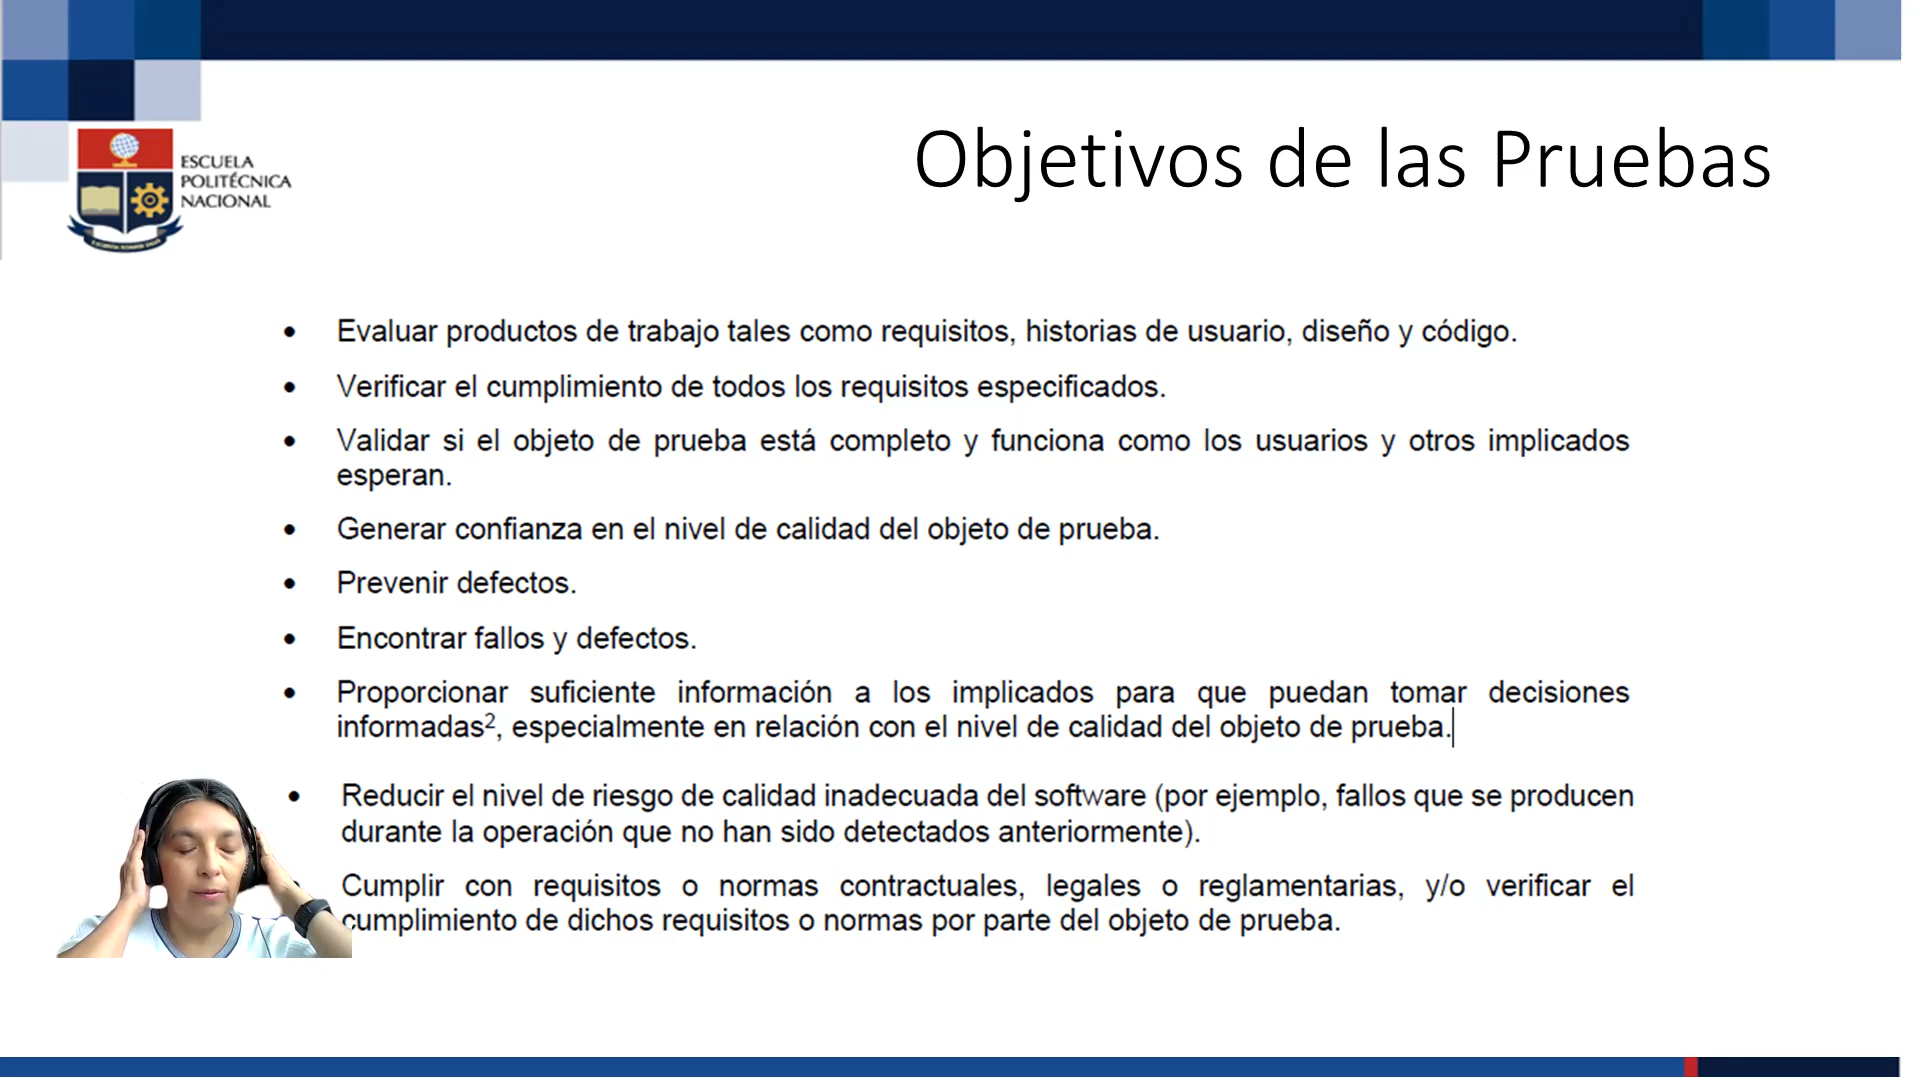 ESCUELA
POLITÉCNICA
NACIONAL
Objetivos de las Pruebas
• Evaluar productos de trabajo tales como requisitos, historias de usuario, diseño y código.
• Verificar el cumplimiento de todos los requisitos especificados.
• Validar si el objeto de prueba está completo y funciona como los usuarios y otros implicados
esperan.
• Generar confianza en el nivel de calidad del objeto de prueba.
• Prevenir defectos.
• Encontrar fallos y defectos.
• Proporcionar suficiente información a los implicados para que puedan tomar decisiones
informadas², especialmente en relación con el nivel de calidad del objeto de prueba.
• Reducir el nivel de riesgo de calidad inadecuada del software (por ejemplo, fallos que se producen
durante la operación que no han sido detectados anteriormente).
Cumplir con requisitos o normas contractuales, legales o reglamentarias, y/o verificar el
cumplimiento de dichos requisitos o normas por parte del objeto de prueba.